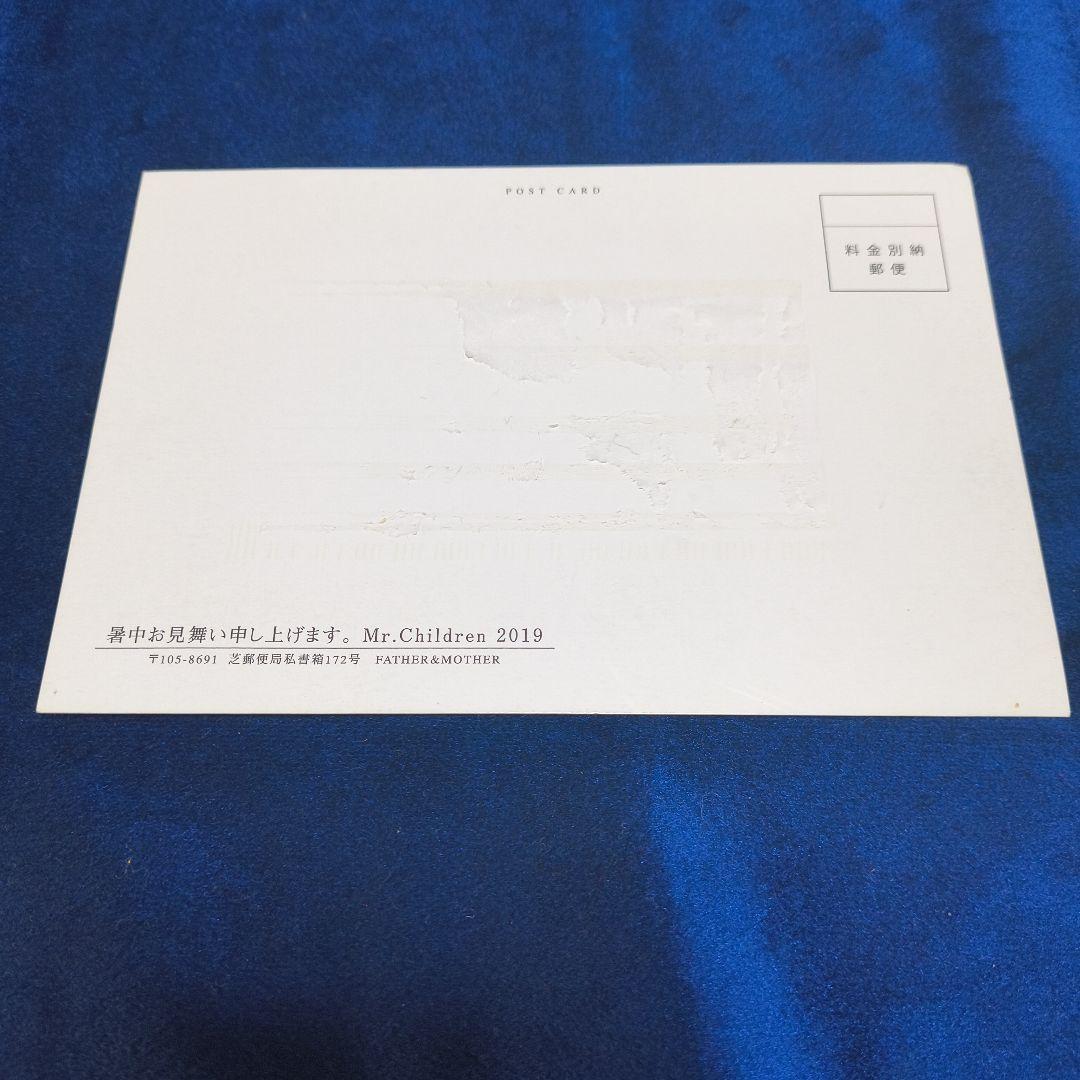 POST CARD
料金別納
郵便
暑中お見舞い申し上げます。Mr.Children 2019
〒105-8691 芝郵便局私書箱172号 FATHER&MOTHER